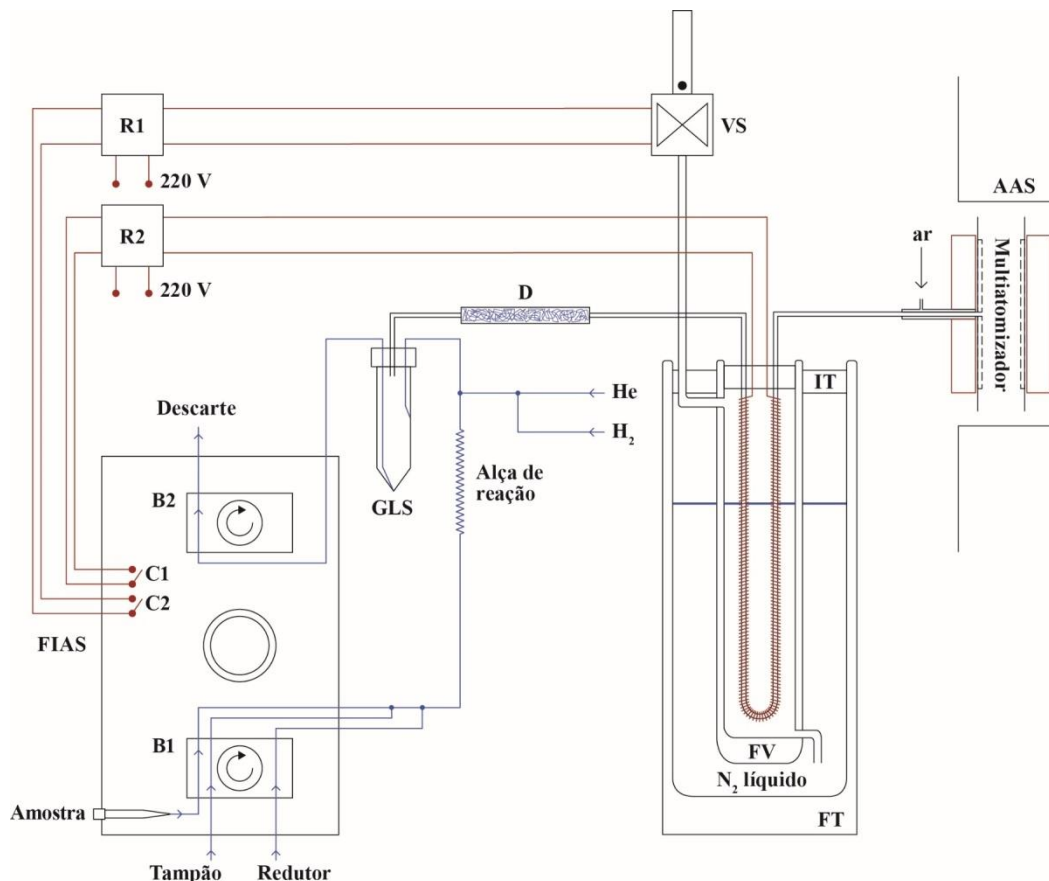 R1
VS
220 V
AAS
R2
ar
220 V
D
Multiatomizador
IT
He
Descarte
H₂
Alça de
reação
B2
GLS
C1
C2
FIAS
B1
FV
N₂ líquido
Amostra
FT
Tampão
Redutor